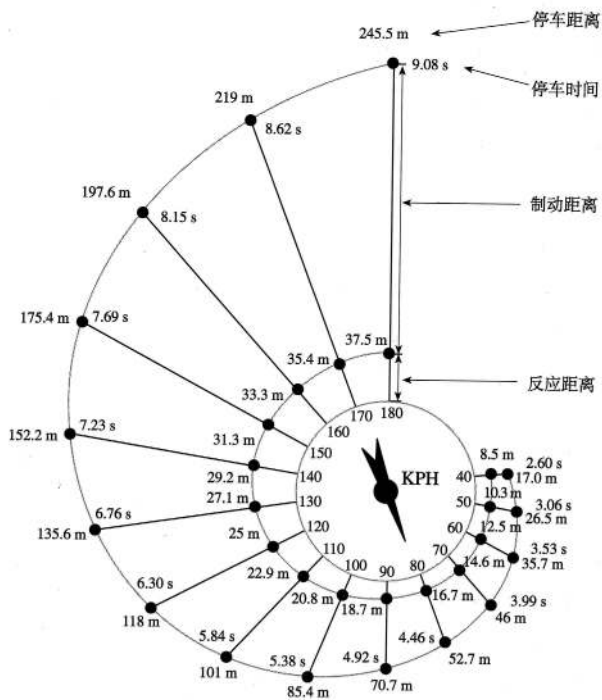 245.5 m
停车距离
9.08 s
停车时间
219 m
8.62 s
197.6 m
8.15 s
制动距离
175.4 m
7.69 s
37.5 m
35.4 m
反应距离
33.3 m
170
180
160
31.3 m
150
152.2 m
7.23 s
29.2 m
140
KPH
40
8.5 m
2.60 s
17.0 m
27.1 m
130
50
10.3 m
3.06 s
26.5 m
135.6 m
6.76 s
25 m
120
60
12.5 m
3.53 s
35.7 m
22.9 m
110
70
14.6 m
100
90
80
20.8 m
18.7 m
16.7 m
6.30 s
118 m
3.99 s
46 m
5.84 s
101 m
5.38 s
85.4 m
4.92 s
70.7 m
4.46 s
52.7 m